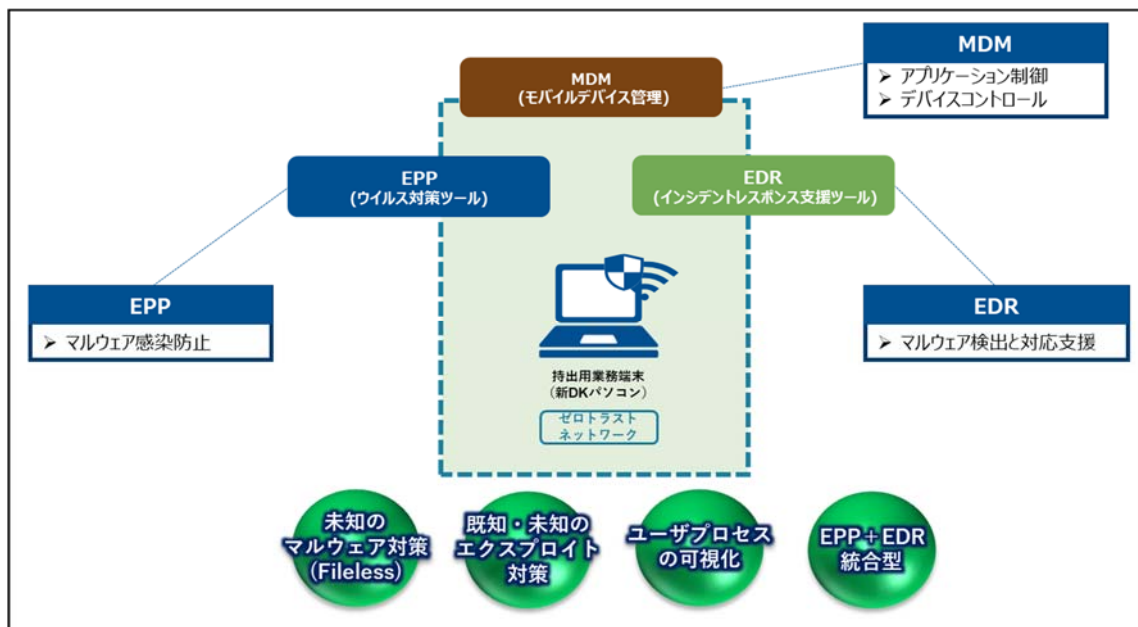 MDM
(モバイルデバイス管理)
MDM
➢ アプリケーション制御
➢ デバイスコントロール
EPP
(ウイルス対策ツール)
EDR
(インシデントレスポンス支援ツール)
EPP
➢ マルウェア感染防止
EDR
➢ マルウェア検出と対応支援
持出用業務端末
(新DKパソコン)
ゼロトラスト
ネットワーク
未知の
マルウェア対策
(Fileless)
既知・未知の
エクスプロイト
対策
ユーザプロセス
の可視化
EPP+EDR
統合型